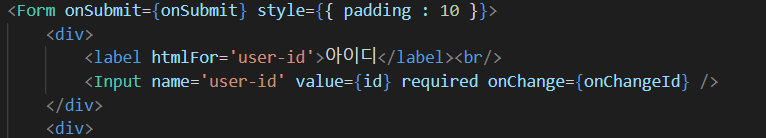 <Form onSubmit={onSubmit} style={{ padding : 10 }}>
<div>
<label htmlFor='user-id'>아이디</label><br/>
<Input name='user-id' value={id} required onChange={onChangeId} />
</div>
<div>